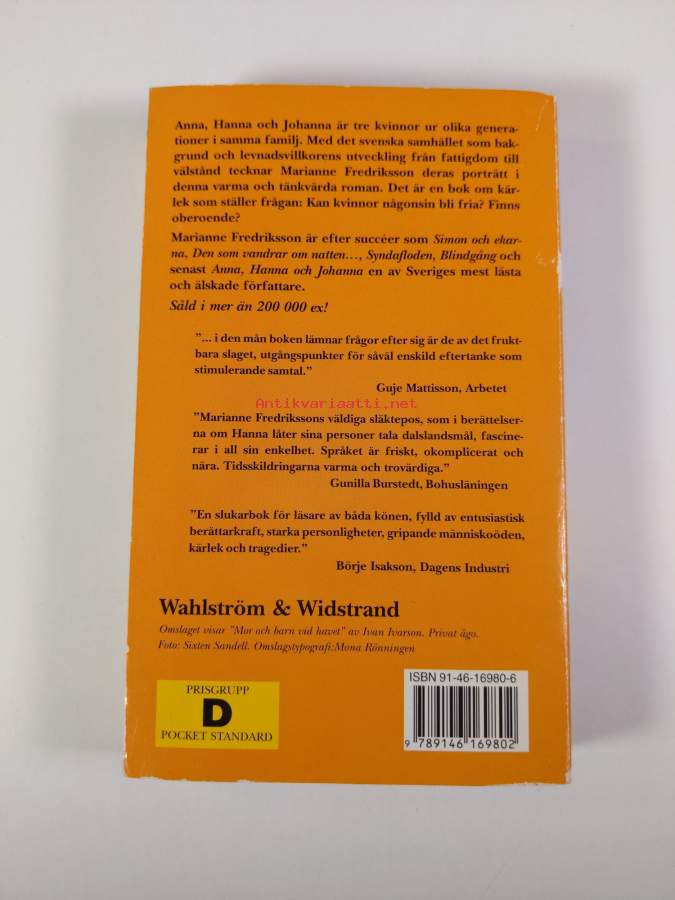 Anna, Hanna och Johanna är tre kvinnor ur olika genera-
tioner i samma familj. Med det svenska samhället som bak-
grund och levnadsvillkorens utveckling från fattigdom till
välstånd tecknar Marianne Fredriksson deras porträtt i
denna varma och tänkvärda roman. Det är en bok om kär-
lek som ställer frågan: Kan kvinnor någonsin bli fria? Finns
oberoende?
Marianne Fredriksson är efter succéer som Simon och ekar-
na, Den som vandrar om natten…, Syndafloden, Blindgång och
senast Anna, Hanna och Johanna en av Sveriges mest lästa
och älskade författare.
Såld i mer än 200 000 ex!
”... i den mån boken lämnar frågor efter sig är de av det frukt-
bara slaget, utgångspunkter för såväl enskild eftertanke som
stimulerande samtal.”
Guje Mattisson, Arbetet
Antikvariaatti.net
”Marianne Fredrikssons väldiga släktepos, som i berättelser-
na om Hanna låter sina personer tala dalslandsmål, fascine-
rar i all sin enkelhet. Språket är friskt, okomplicerat och
nära. Tidsskildringarna varma och trovärdiga.”
Gunilla Burstedt, Bohusläningen
”En slukarbok för läsare av båda könen, fylld av entusiastisk
berättarkraft, starka personligheter, gripande människoöden,
kärlek och tragedier.”
Börje Isakson, Dagens Industri
Wahlström & Widstrand
Omslaget visar ”Mor och barn vid havet” av Ivan Ivarson. Privat ägo.
Foto: Sixten Sandell. Omslagstypografi:Mona Rönningen
ISBN 91-46-16980-6
PRISGRUPP
D
POCKET STANDARD
9 789146 169802